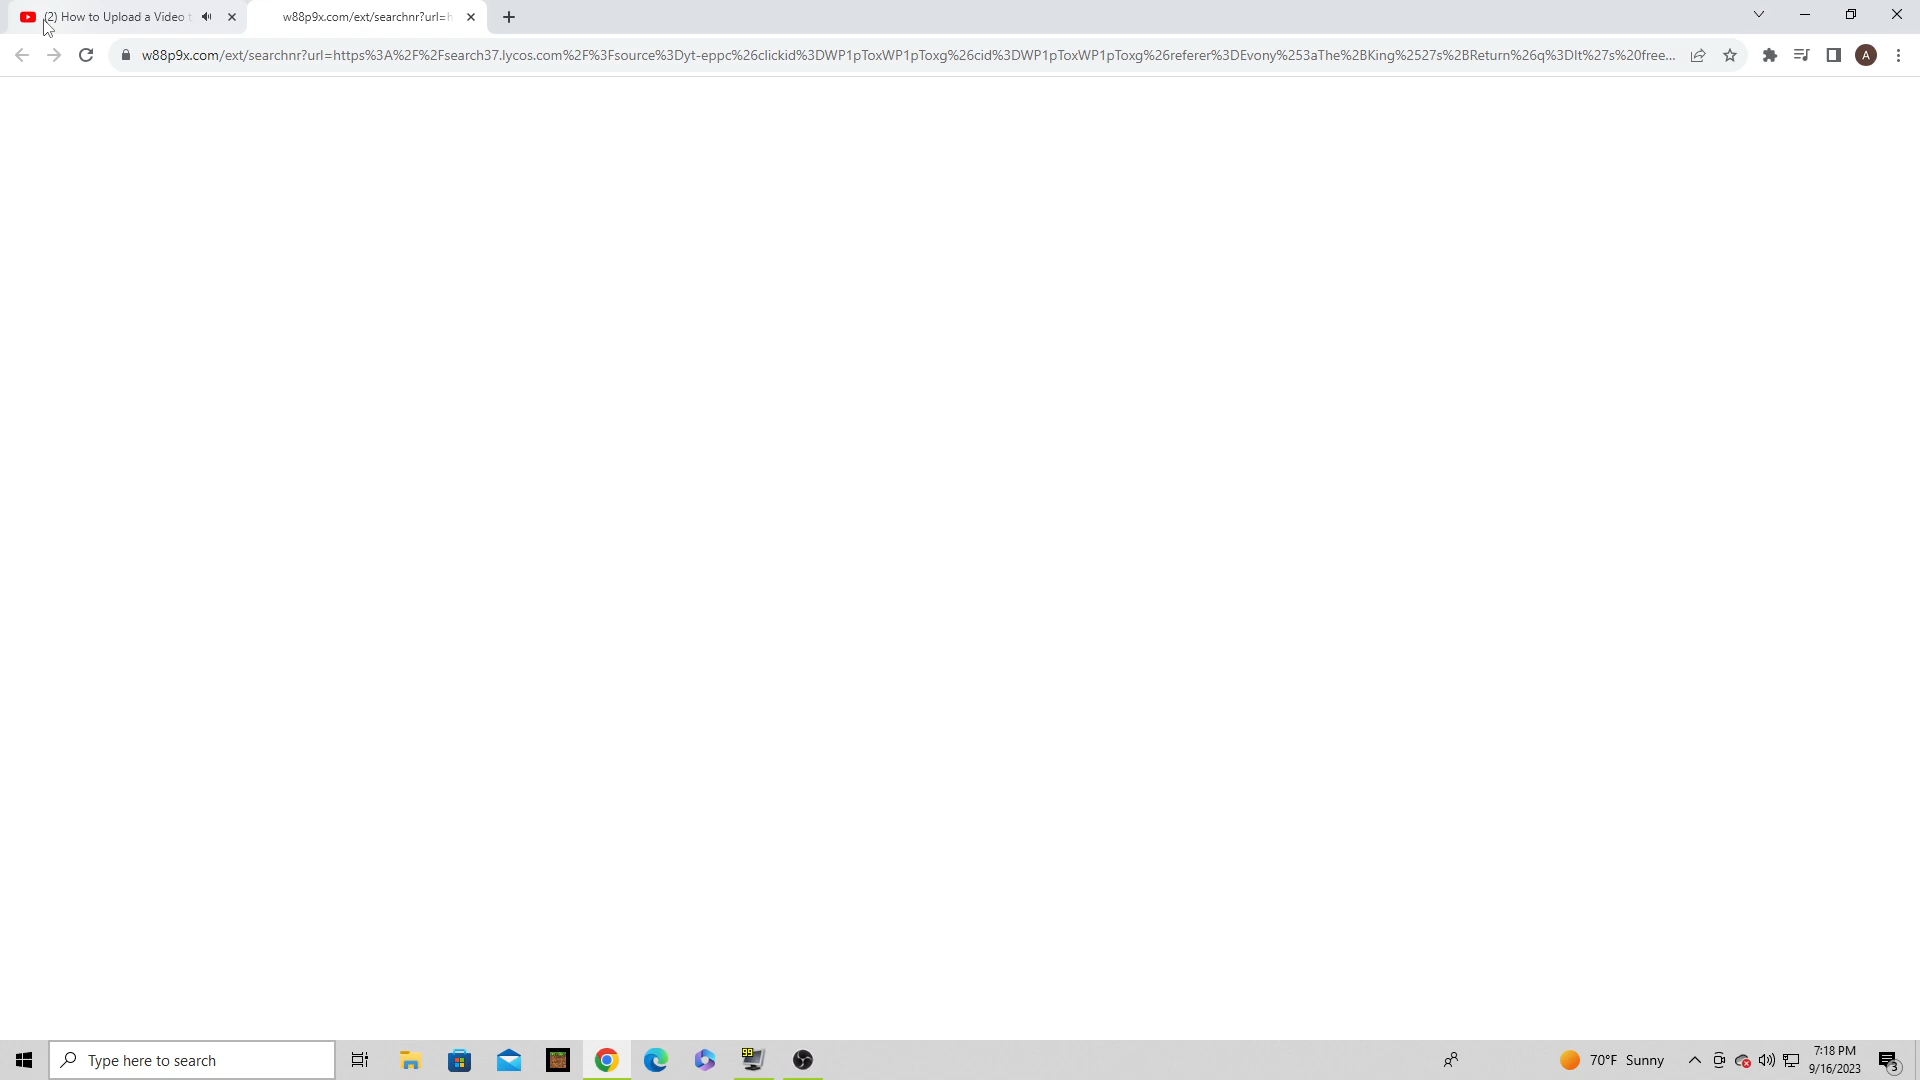 (2) How to Upload a Video t
w88p9x.com/ext/searchnr?url=h
w88p9x.com/ext/searchnr?url=https%3A%2F%2Fsearch37.lycos.com%2F%3Fsource%3Dyt-eppc%26clickid%3DWP1pToxWP1pToxg%26cid%3DWP1pToxWP1pToxg%26referer%3DEvony%253aThe%2BKing%2527s%2BReturn%26q%3DIt%27s%20free...
A
Type here to search
99
70°F Sunny
7:18 PM
9/16/2023
3